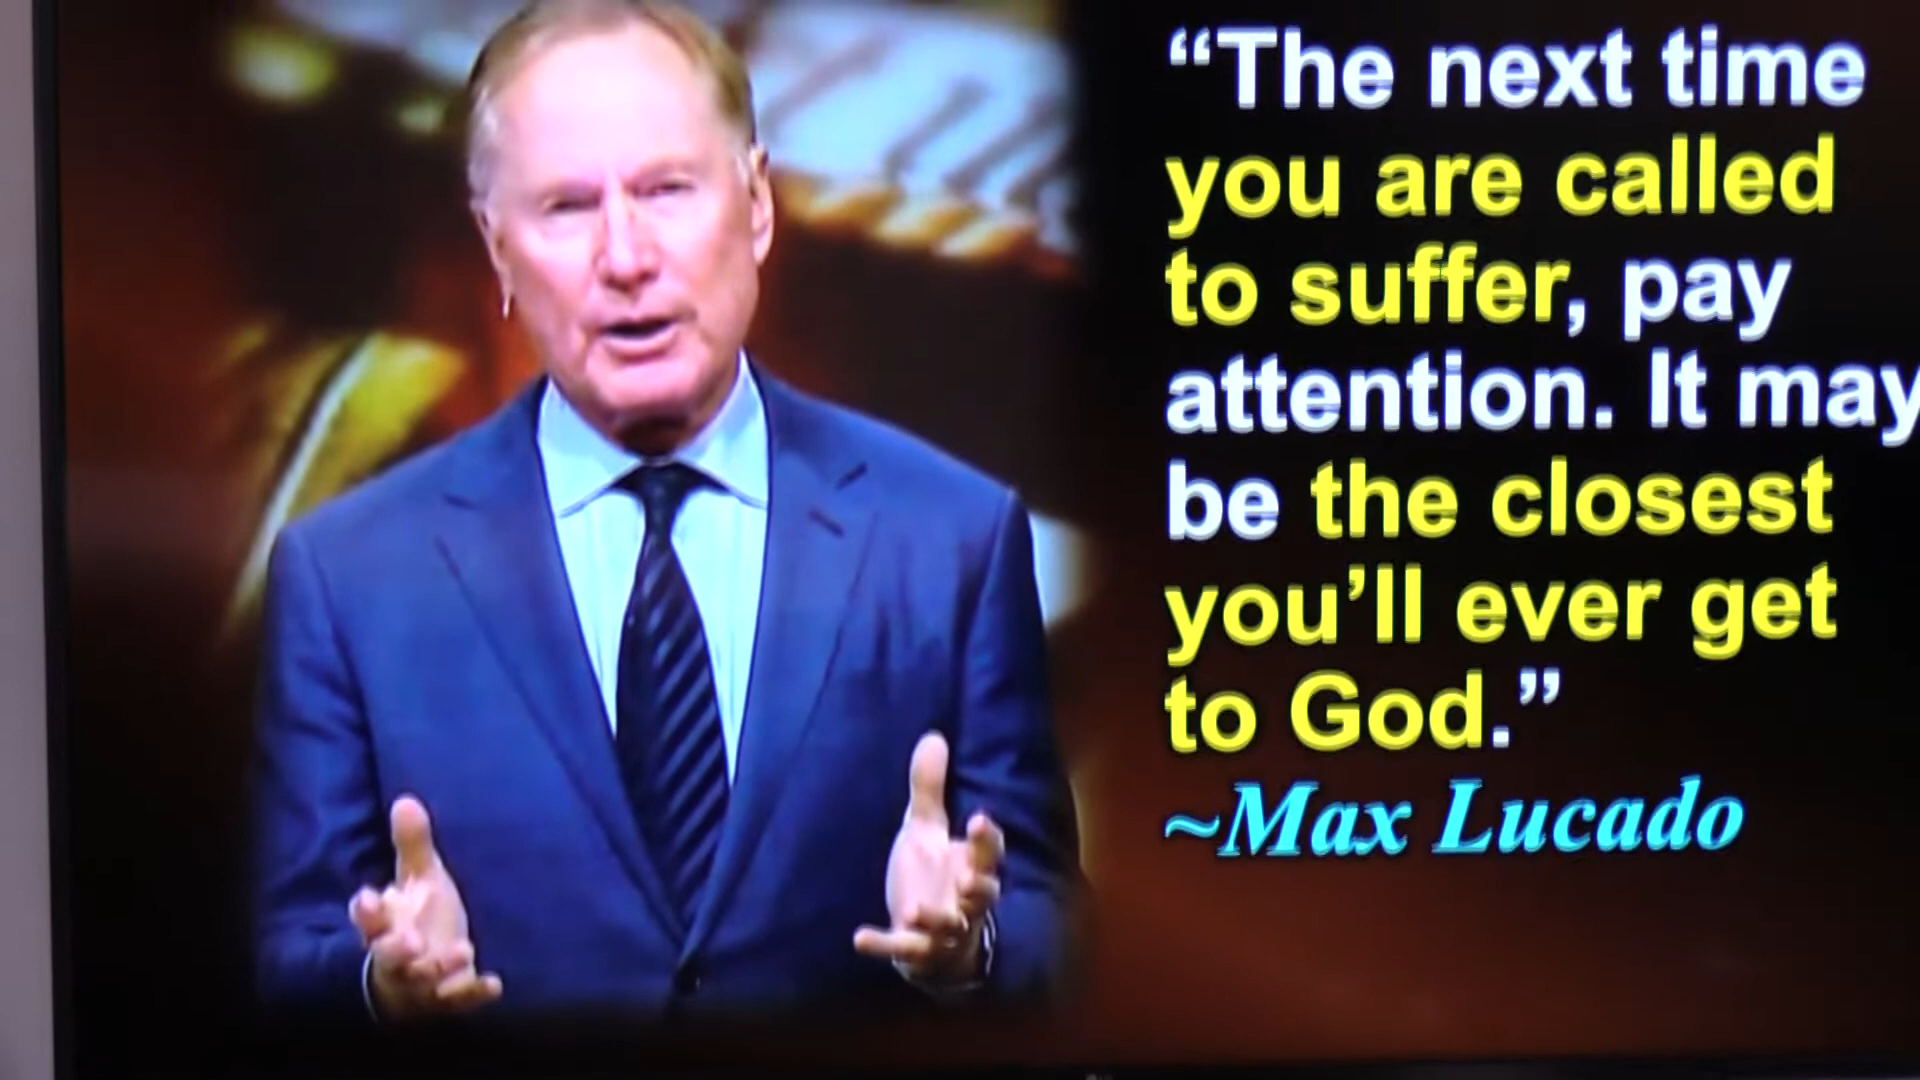 “The next time
you are called
to suffer, pay
attention. It may
be the closest
you’ll ever get
to God.”
~Max Lucado